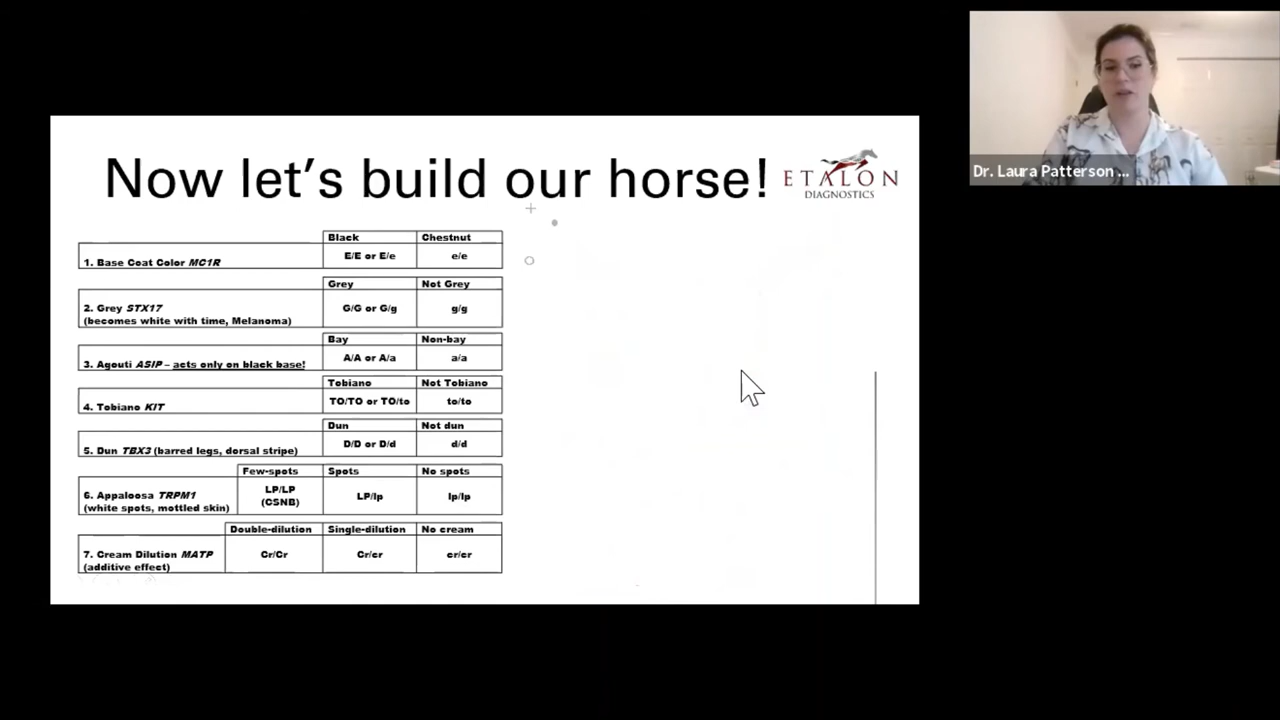 Now let's build our horse!
ETALON
DIAGNOSTICS
Dr. Laura Patterson ...
Black Chestnut
1. Base Coat Color MC1R E/E or E/e e/e
Grey Not Grey
2. Grey STX17 G/G or G/g g/g
(becomes white with time, Melanoma)
Bay Non-bay
3. Agouti ASIP – acts only on black base! A/A or A/a a/a
Tobiano Not Tobiano
4. Tobiano KIT TO/TO or TO/to to/to
Dun Not dun
5. Dun TBX3 (barred legs, dorsal stripe) D/D or D/d d/d
Few-spots Spots No spots
6. Appaloosa TRPM1 LP/LP LP/lp lp/lp
(white spots, mottled skin) (CSNB)
Double-dilution Single-dilution No cream
7. Cream Dilution MATP Cr/Cr Cr/cr cr/cr
(additive effect)